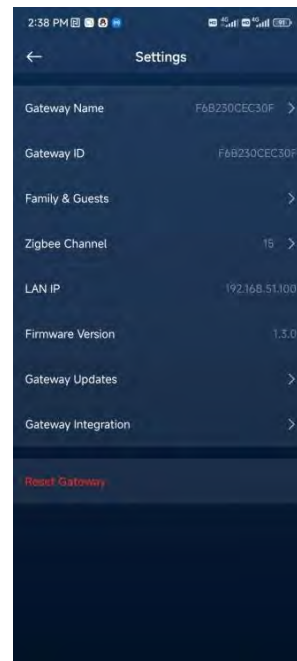 2:38 PM
Settings
Gateway Name F6B230CEC30F
Gateway ID F6B230CEC30F
Family & Guests
Zigbee Channel 15
LAN IP 192.168.51.100
Firmware Version 1.3.0
Gateway Updates
Gateway Integration
Reset Gateway